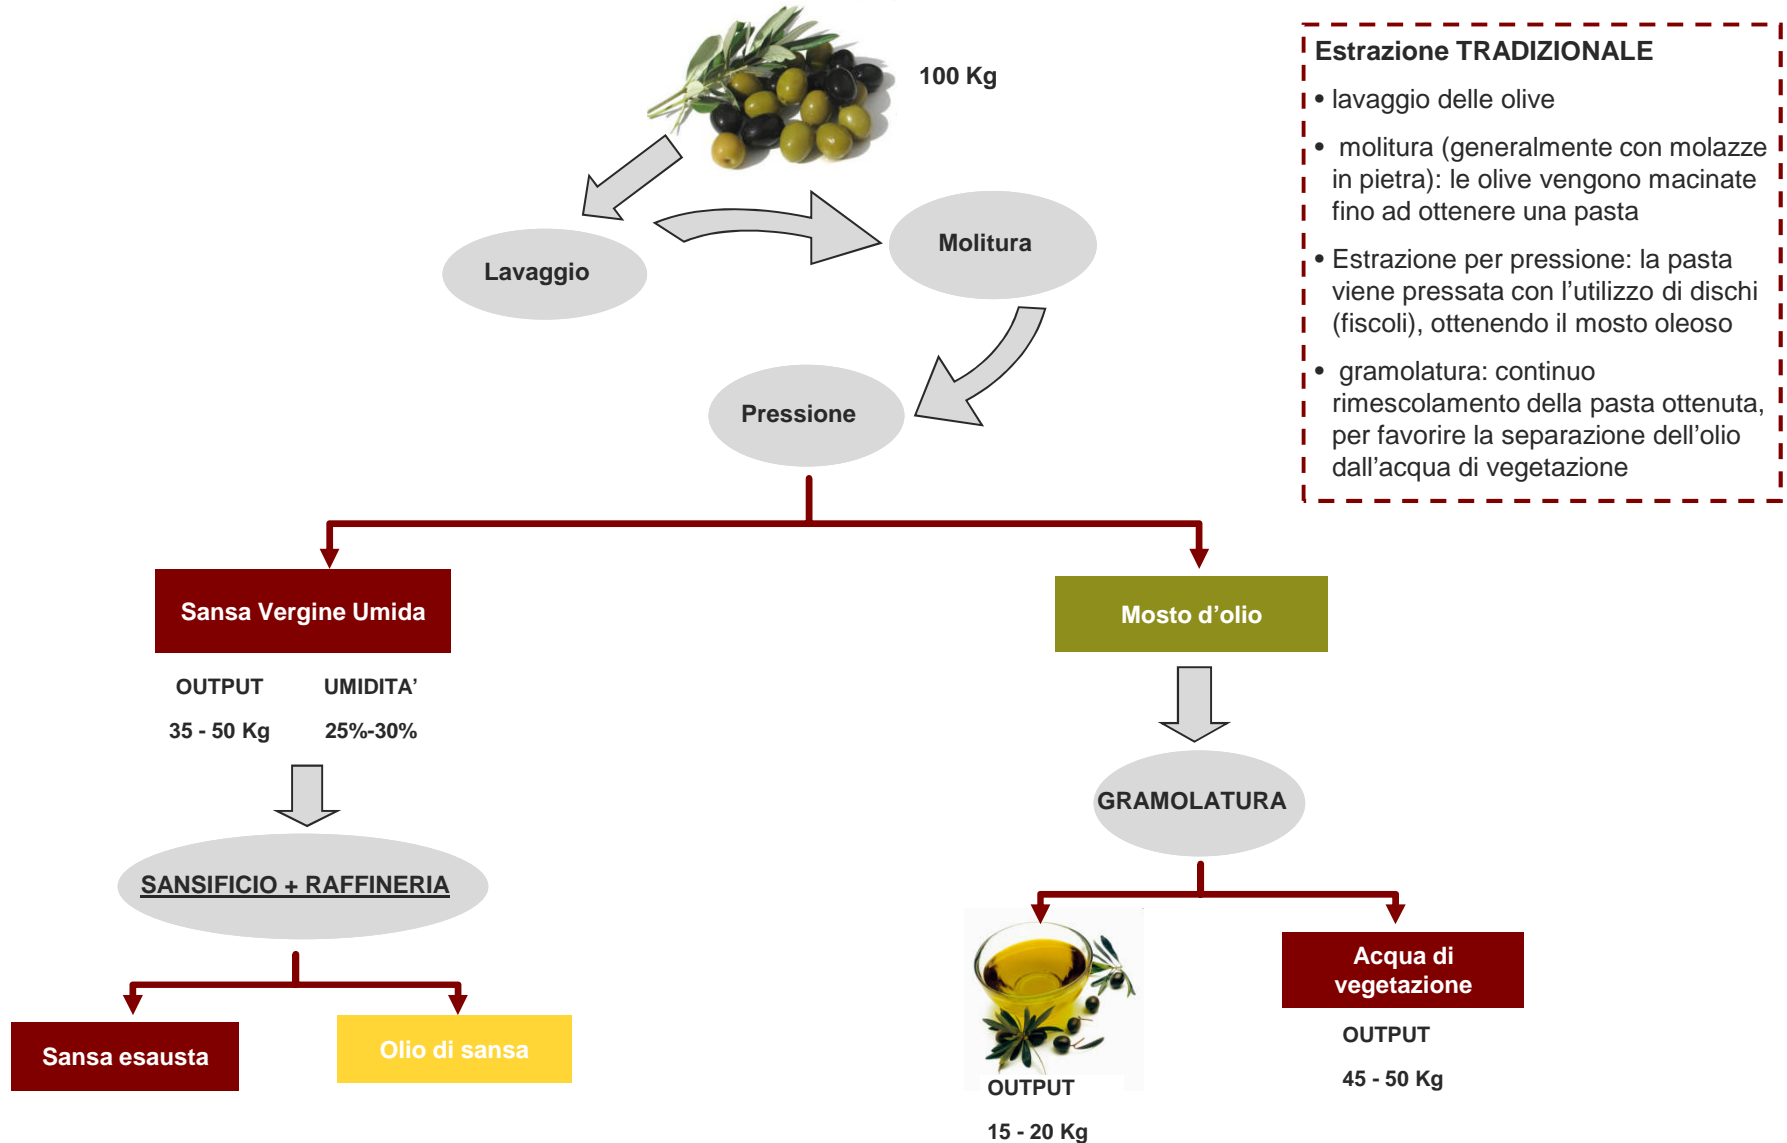 100 Kg
Estrazione TRADIZIONALE
• lavaggio delle olive
• molitura (generalmente con molazze
in pietra): le olive vengono macinate
fino ad ottenere una pasta
• Estrazione per pressione: la pasta
viene pressata con l’utilizzo di dischi
(fiscoli), ottenendo il mosto oleoso
• gramolatura: continuo
rimescolamento della pasta ottenuta,
per favorire la separazione dell’olio
dall’acqua di vegetazione
Lavaggio
Molitura
Pressione
Sansa Vergine Umida
OUTPUT
UMIDITA’
35 - 50 Kg
25%-30%
SANSIFICIO + RAFFINERIA
Sansa esausta
Olio di sansa
Mosto d’olio
GRAMOLATURA
OUTPUT
15 - 20 Kg
Acqua di
vegetazione
OUTPUT
45 - 50 Kg